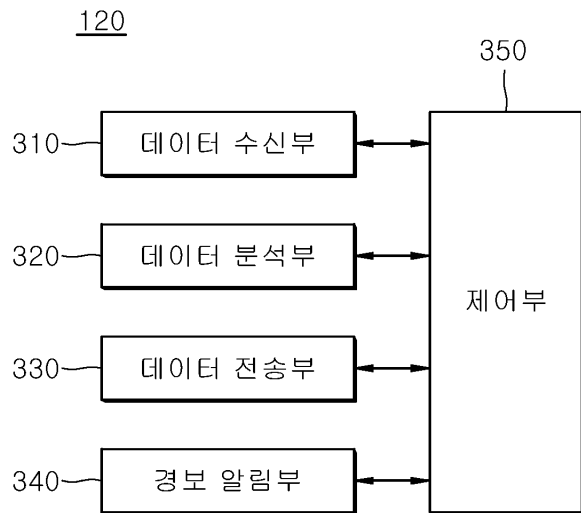 120
350
310 데이터 수신부
320 데이터 분석부
제어부
330 데이터 전송부
340 경보 알림부